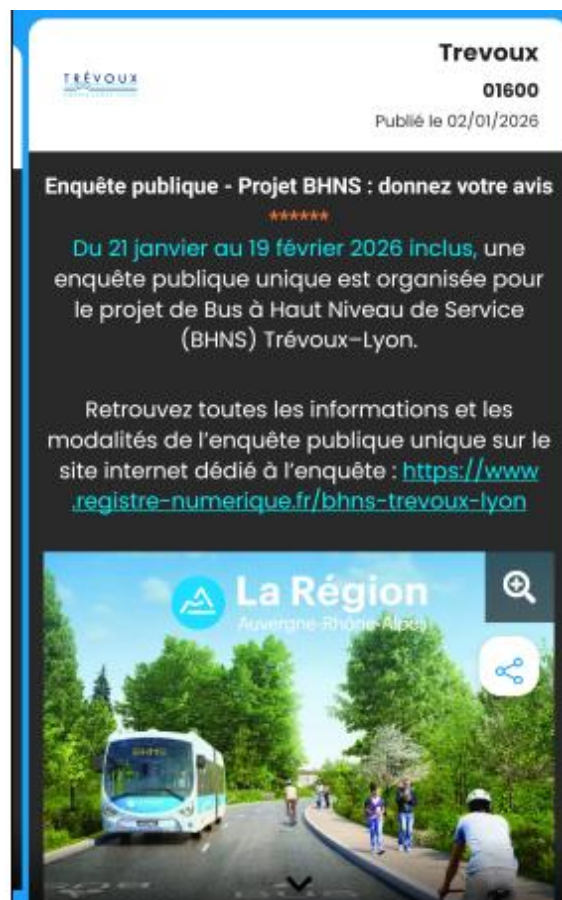 TRÉVOUX
Trevoux
01600
Publié le 02/01/2026
Enquête publique - Projet BHNS : donnez votre avis
******
Du 21 janvier au 19 février 2026 inclus, une
enquête publique unique est organisée pour
le projet de Bus à Haut Niveau de Service
(BHNS) Trévoux–Lyon.
Retrouvez toutes les informations et les
modalités de l’enquête publique unique sur le
site internet dédié à l’enquête : https://www
.registre-numerique.fr/bhns-trevoux-lyon
La Région
Auvergne-Rhône-Alpes
BHNS